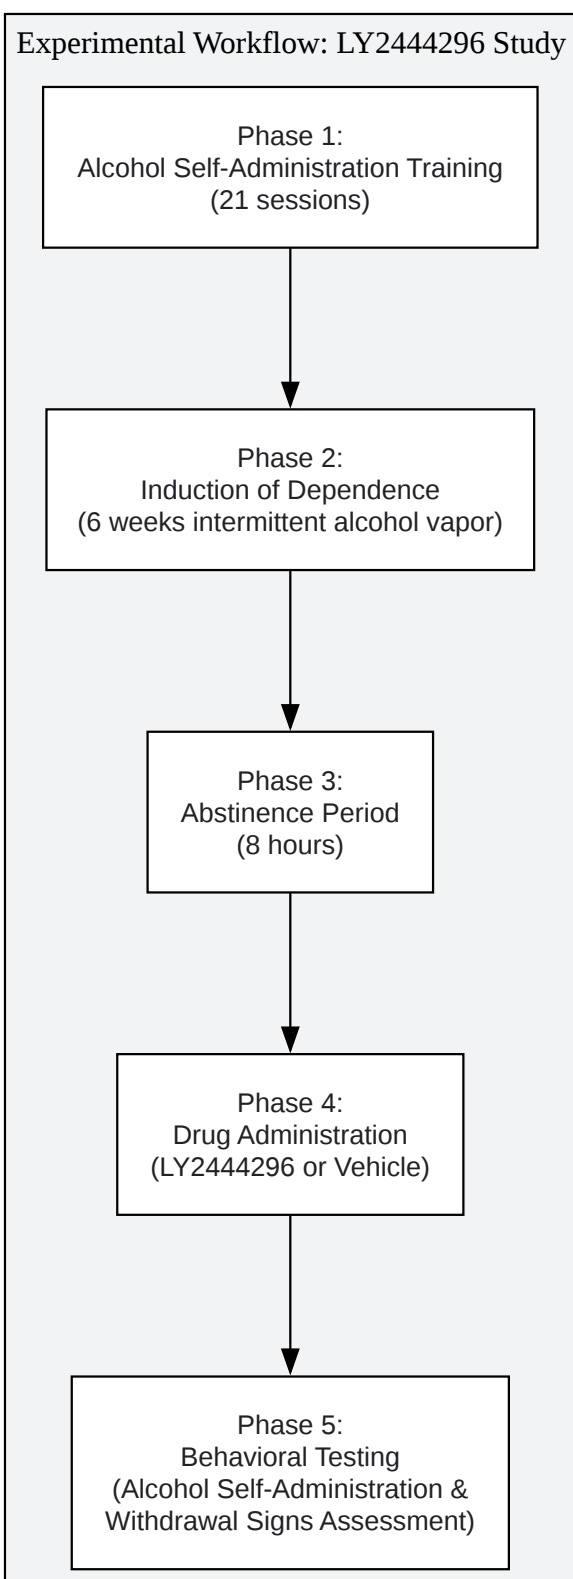 Experimental Workflow: LY2444296 Study
Phase 1:
Alcohol Self-Administration Training
(21 sessions)
Phase 2:
Induction of Dependence
(6 weeks intermittent alcohol vapor)
Phase 3:
Abstinence Period
(8 hours)
Phase 4:
Drug Administration
(LY2444296 or Vehicle)
Phase 5:
Behavioral Testing
(Alcohol Self-Administration &
Withdrawal Signs Assessment)